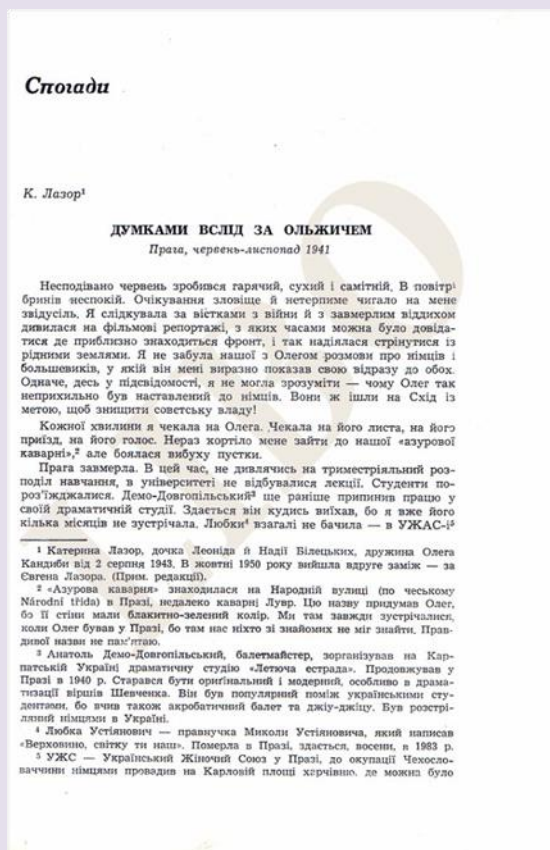 Спогади
К. Лазор¹
ДУМКАМИ ВСЛІД ЗА ОЛЬЖИЧЕМ
Прага, червень-листопад 1941
Несподівано червень зробився гарячий, сухий і самітній. В повітрі
бринів неспокій. Очікування зловіще й нетерпиме чигало на мене
звідусіль. Я слідкувала за вістками з війни й з завмерлим віддихом
дивилася на фільмові репортажі, з яких часами можна було довіда-
тися де приблизно знаходиться фронт, і так надіялася стрінутися із
рідними землями. Я не забула нашої з Олегом розмови про німців і
большевиків, у якій він мені виразно показав свою відразу до обох.
Одначе, десь у підсвідомості, я не могла зрозуміти — чому Олег так
неприхильно був наставлений до німців. Вони ж ішли на Схід із
метою, щоб знищити советську владу!
Кожної хвилини я чекала на Олега. Чекала на його листа, на його
приїзд, на його голос. Нераз хортіло мене зайти до нашої «азурової
каварні»,² але боялася вибуху пустки.
Прага завмерла. В цей час, не дивлячись на триместріяльний роз-
поділ навчання, в університеті не відбувалися лекції. Студенти по-
роз'їжджалися. Демо-Довгопільський³ ще раніше припинив працю у
своїй драматичній студії. Здається він кудись виїхав, бо я вже його
кілька місяців не зустрічала. Любки⁴ взагалі не бачила — в УЖАС-і⁵
¹ Катерина Лазор, дочка Леоніда й Надії Білецьких, дружина Олега
Кандиби від 2 серпня 1943. В жовтні 1950 року вийшла вдруге заміж — за
Євгена Лазора. (Прим. редакції).
² «Азурова каварня» знаходилась на Народній вулиці (по чеському
Národní třída) в Празі, недалеко каварні Лувр. Цю назву придумав Олег,
бо її стіни мали блакитно-зелений колір. Ми там завжди зустрічалися,
коли Олег бував у Празі, бо там нас ніхто зі знайомих не міг знайти. Прав-
дивої назви не пам'ятаю.
³ Анатоль Демо-Довгопільський, балетмайстер, зорганізував на Кар-
патській Україні драматичну студію «Летюча естрада». Продовжував у
Празі в 1940 р. Старався бути оригінальний і модерний, особливо в драма-
тизації віршів Шевченка. Він був популярний поміж українськими сту-
дентами, бо вчив також акробатичний балет та джіу-джіцу. Був розстрі-
ляний німцями в Україні.
⁴ Любка Устіянович — правнучка Миколи Устіяновича, який написав
«Верховино, світку ти наш». Померла в Празі, здається, восени, в 1983 р.
⁵ УЖС — Український Жіночий Союз у Празі, до окупації Чехосло-
ваччини німцями провадив на Карловій площі харчівню, де можна було